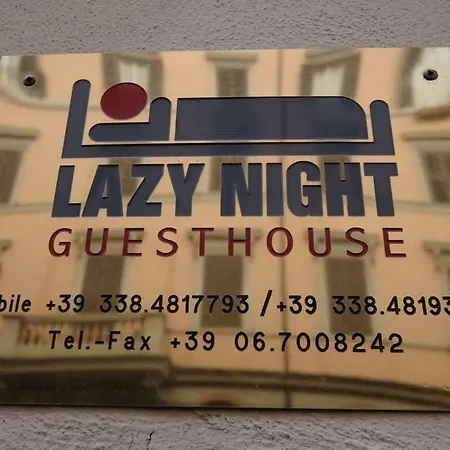 LAZY NIGHT
GUESTHOUSE
bile +39 338.4817793 /+39 338.48193
Tel.-Fax +39 06.7008242